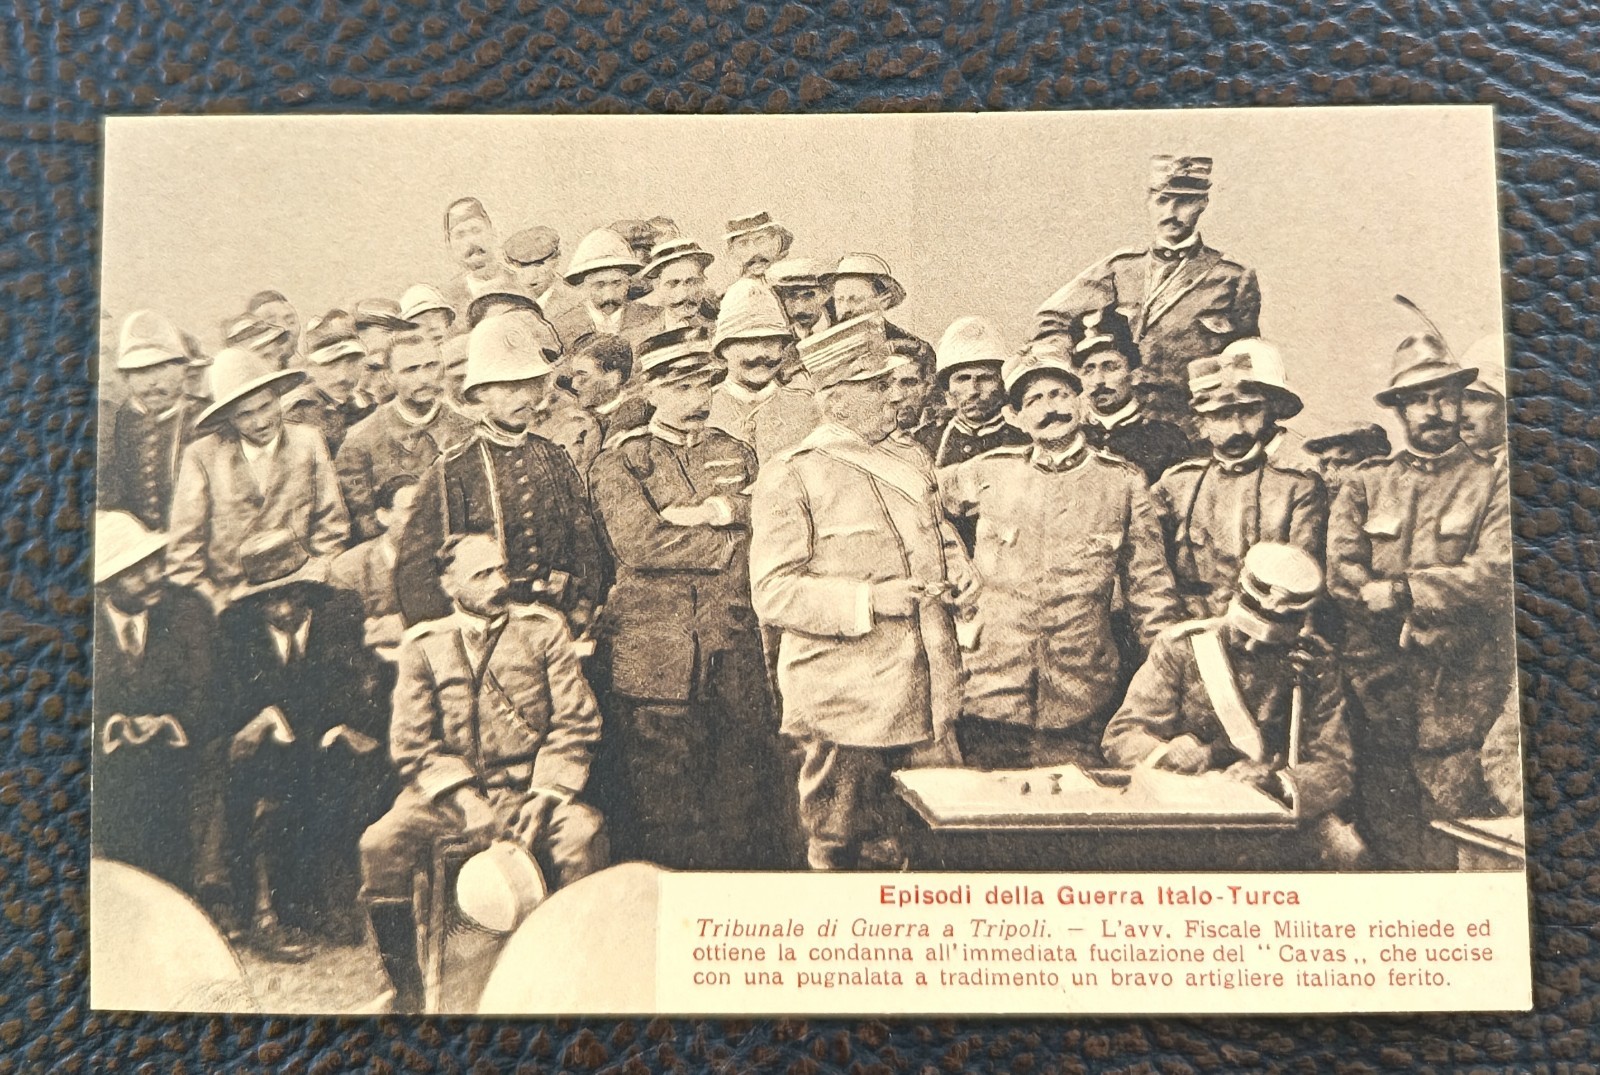 Episodi della Guerra Italo-Turca
Tribunale di Guerra a Tripoli. — L'avv. Fiscale Militare richiede ed
ottiene la condanna all'immediata fucilazione del “ Cavas „ che uccise
con una pugnalata a tradimento un bravo artigliere italiano ferito.